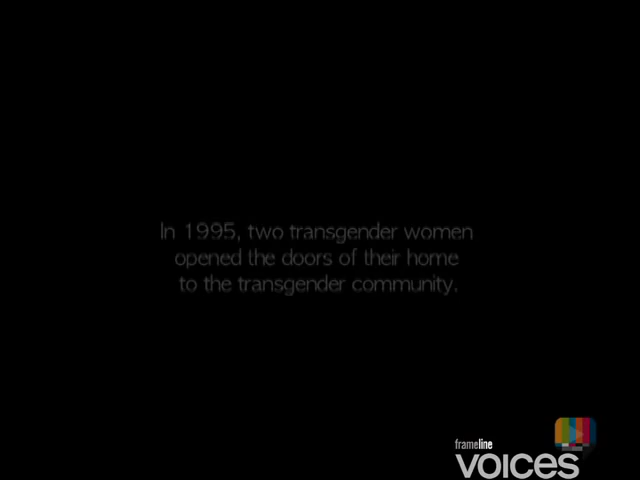 In 1995, two transgender women
opened the doors of their home
to the transgender community.
frameline
voices